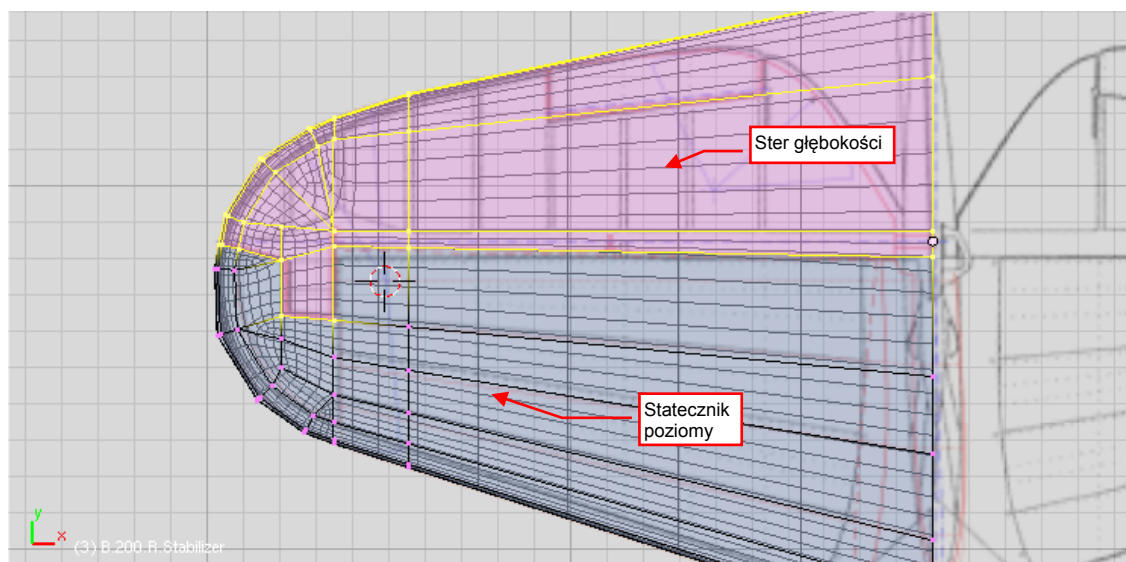 Ster głębokości
Statecznik
poziomy
y
x
(3) B.200.R.Stabilizer